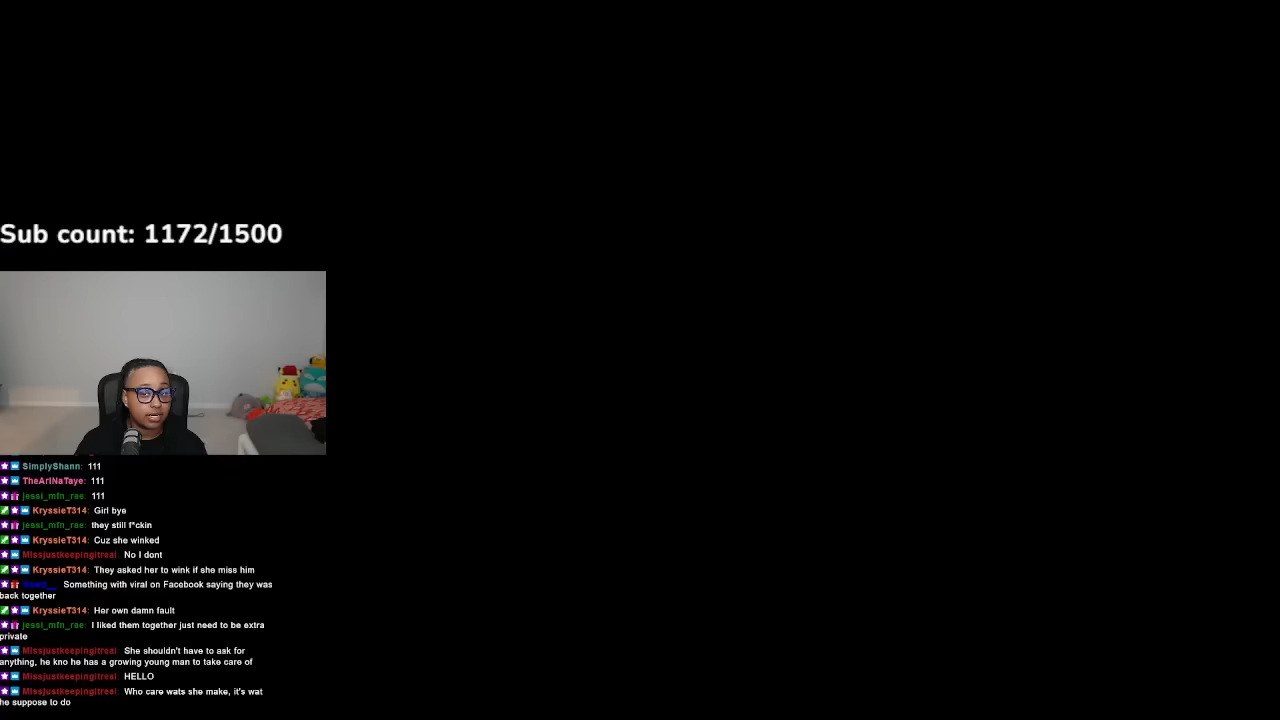 Sub count: 1172/1500
SimplyShann: 111
TheAriNaTaye: 111
jessi_mfn_rae: 111
KryssieT314: Girl bye
jessi_mfn_rae: they still f*ckin
KryssieT314: Cuz she winked
Missjustkeepingitreal: No I dont
KryssieT314: They asked her to wink if she miss him
Something with viral on Facebook saying they was
back together
KryssieT314: Her own damn fault
jessi_mfn_rae: I liked them together just need to be extra
private
Missjustkeepingitreal: She shouldn't have to ask for
anything, he kno he has a growing young man to take care of
Missjustkeepingitreal: HELLO
Missjustkeepingitreal: Who care wats she make, it's wat
he suppose to do